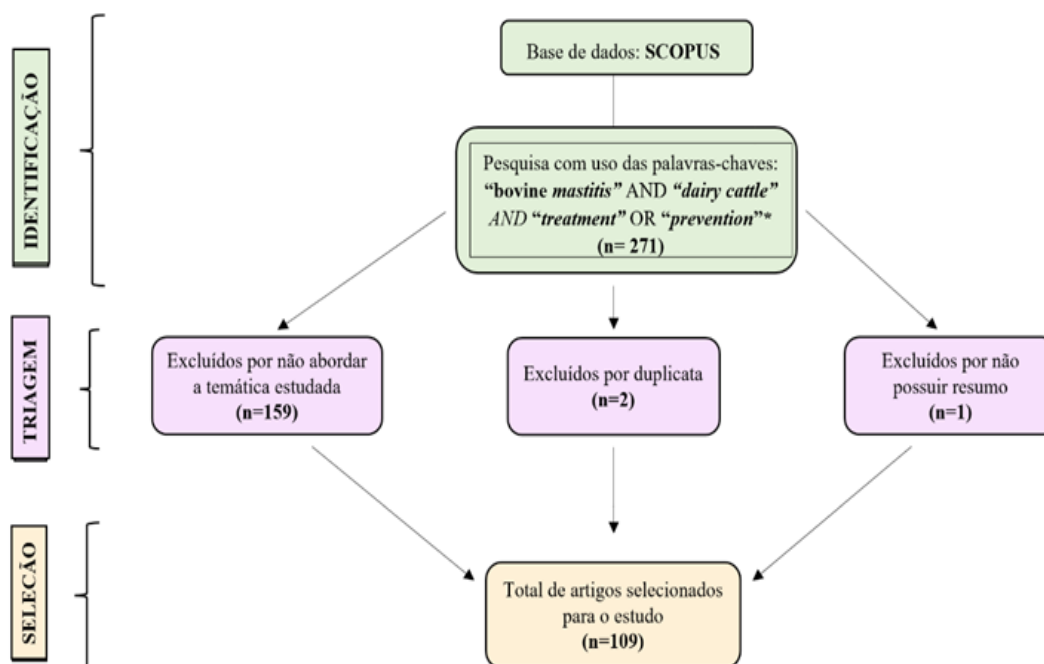 IDENTIFICAÇÃO
Base de dados: SCOPUS
Pesquisa com uso das palavras-chaves:
“bovine mastitis” AND “dairy cattle”
AND “treatment” OR “prevention”*
(n= 271)
TRIAGEM
Excluídos por não abordar
a temática estudada
(n=159)
Excluídos por duplicata
(n=2)
Excluídos por não
possuir resumo
(n=1)
SELECÃO
Total de artigos selecionados
para o estudo
(n=109)